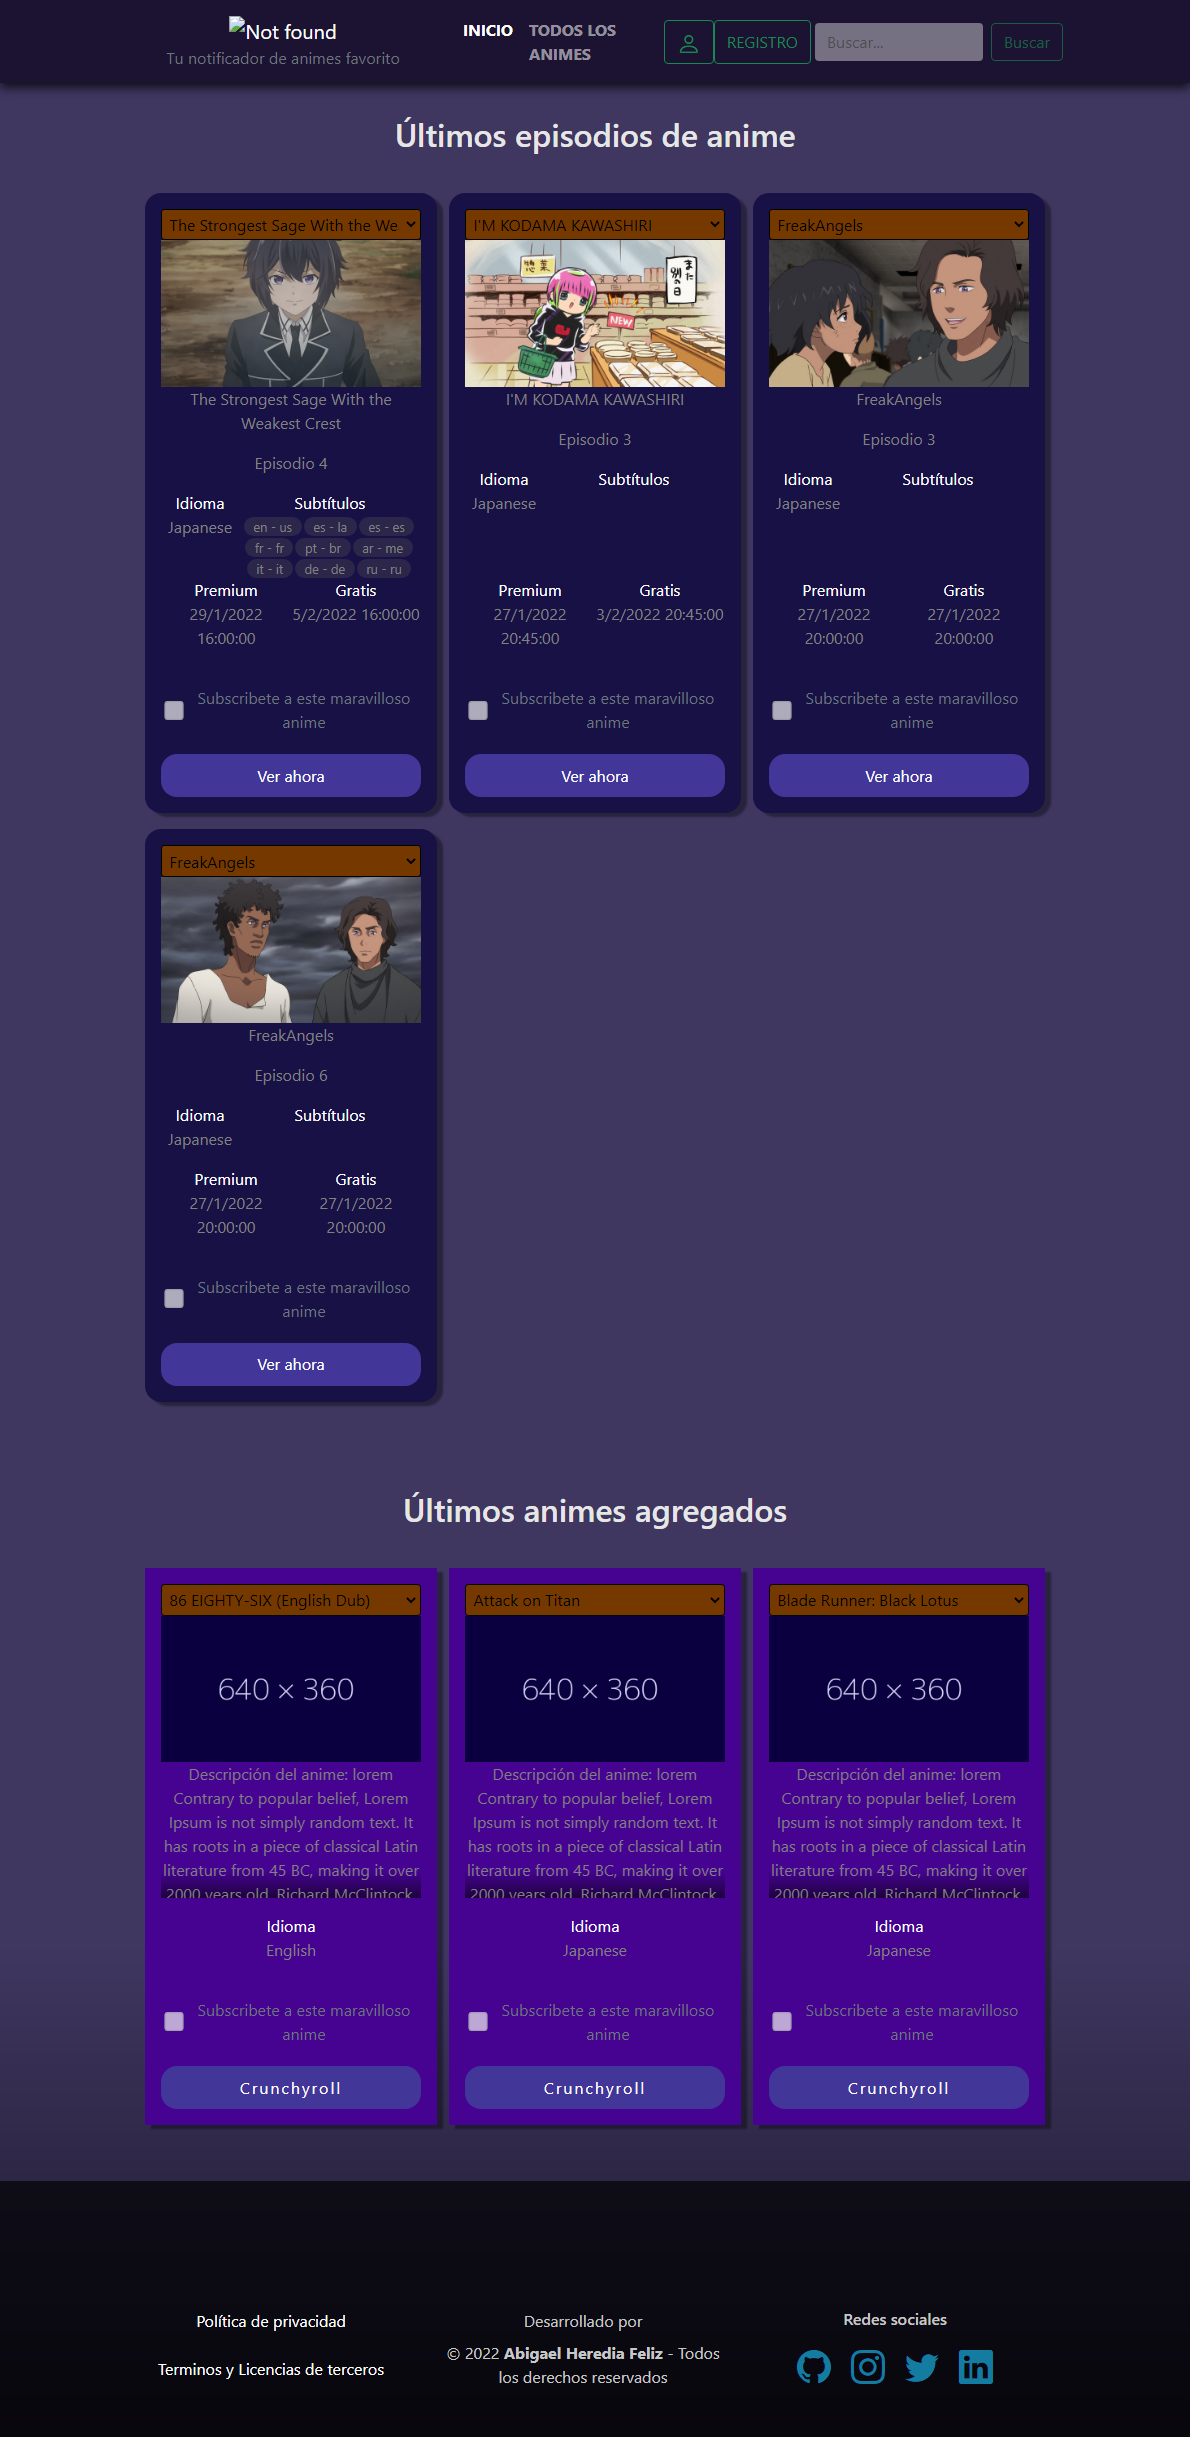 Not found
Tu notificador de animes favorito
INICIO
TODOS LOS
ANIMES
REGISTRO
Buscar...
Buscar
Últimos episodios de anime
The Strongest Sage With the We
The Strongest Sage With the
Weakest Crest
Episodio 4
Idioma
Japanese
Subtítulos
en - us es - la es - es
fr - fr pt - br ar - me
it - it de - de ru - ru
Premium
29/1/2022
16:00:00
Gratis
5/2/2022 16:00:00
Subscribete a este maravilloso
anime
Ver ahora
I'M KODAMA KAWASHIRI
惣菜
また別の日
NEW
I'M KODAMA KAWASHIRI
Episodio 3
Idioma
Japanese
Subtítulos
Premium
27/1/2022
20:45:00
Gratis
3/2/2022 20:45:00
Subscribete a este maravilloso
anime
Ver ahora
FreakAngels
FreakAngels
Episodio 3
Idioma
Japanese
Subtítulos
Premium
27/1/2022
20:00:00
Gratis
27/1/2022
20:00:00
Subscribete a este maravilloso
anime
Ver ahora
FreakAngels
FreakAngels
Episodio 6
Idioma
Japanese
Subtítulos
Premium
27/1/2022
20:00:00
Gratis
27/1/2022
20:00:00
Subscribete a este maravilloso
anime
Ver ahora
Últimos animes agregados
86 EIGHTY-SIX (English Dub)
640 × 360
Descripción del anime: lorem
Contrary to popular belief, Lorem
Ipsum is not simply random text. It
has roots in a piece of classical Latin
literature from 45 BC, making it over
2000 years old. Richard McClintock,
Idioma
English
Subscribete a este maravilloso
anime
Crunchyroll
Attack on Titan
640 × 360
Descripción del anime: lorem
Contrary to popular belief, Lorem
Ipsum is not simply random text. It
has roots in a piece of classical Latin
literature from 45 BC, making it over
2000 years old. Richard McClintock,
Idioma
Japanese
Subscribete a este maravilloso
anime
Crunchyroll
Blade Runner: Black Lotus
640 × 360
Descripción del anime: lorem
Contrary to popular belief, Lorem
Ipsum is not simply random text. It
has roots in a piece of classical Latin
literature from 45 BC, making it over
2000 years old. Richard McClintock,
Idioma
Japanese
Subscribete a este maravilloso
anime
Crunchyroll
Política de privacidad
Terminos y Licencias de terceros
Desarrollado por
© 2022 Abigael Heredia Feliz - Todos
los derechos reservados
Redes sociales
in